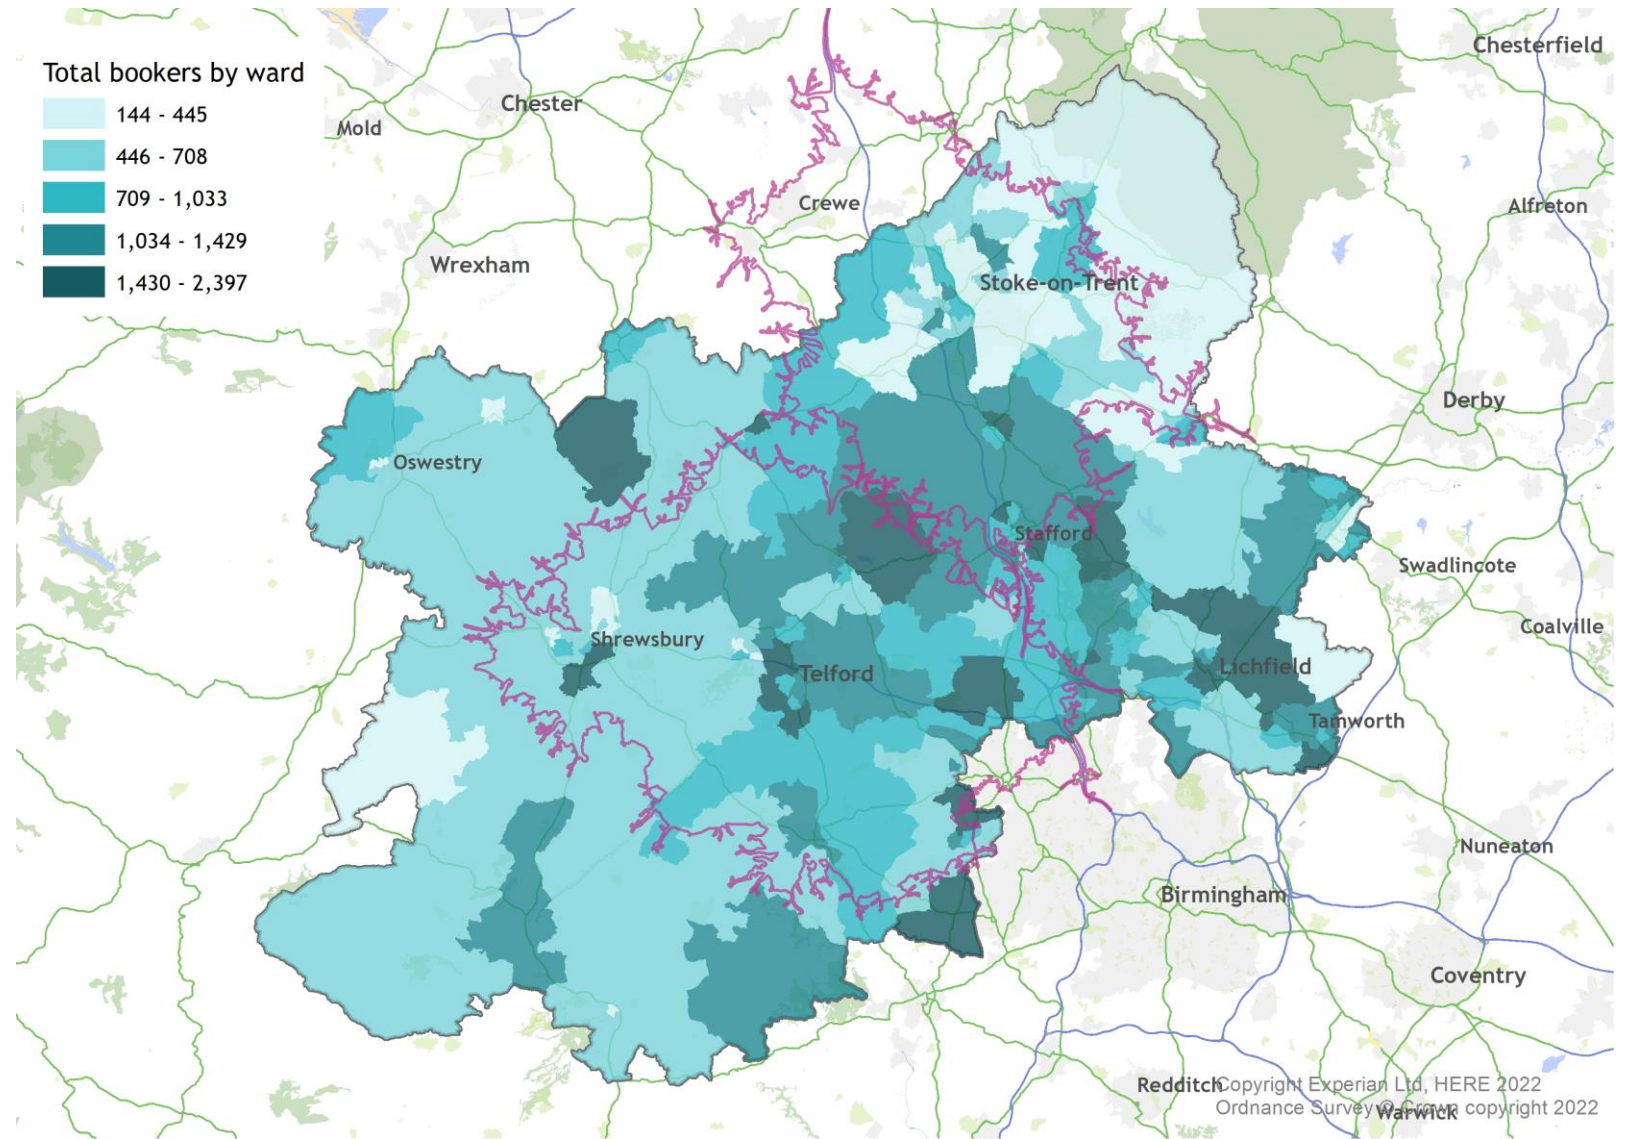 Total bookers by ward
144 - 445
446 - 708
709 - 1,033
1,034 - 1,429
1,430 - 2,397
Chesterfield
Chester
Mold
Crewe
Alfreton
Wrexham
Stoke-on-Trent
Derby
Oswestry
Stafford
Swadlincote
Coalville
Shrewsbury
Lichfield
Telford
Tamworth
Nuneaton
Birmingham
Coventry
Redditch
Copyright Experian Ltd, HERE 2022
Ordnance Survey © Crown copyright 2022
Warwick